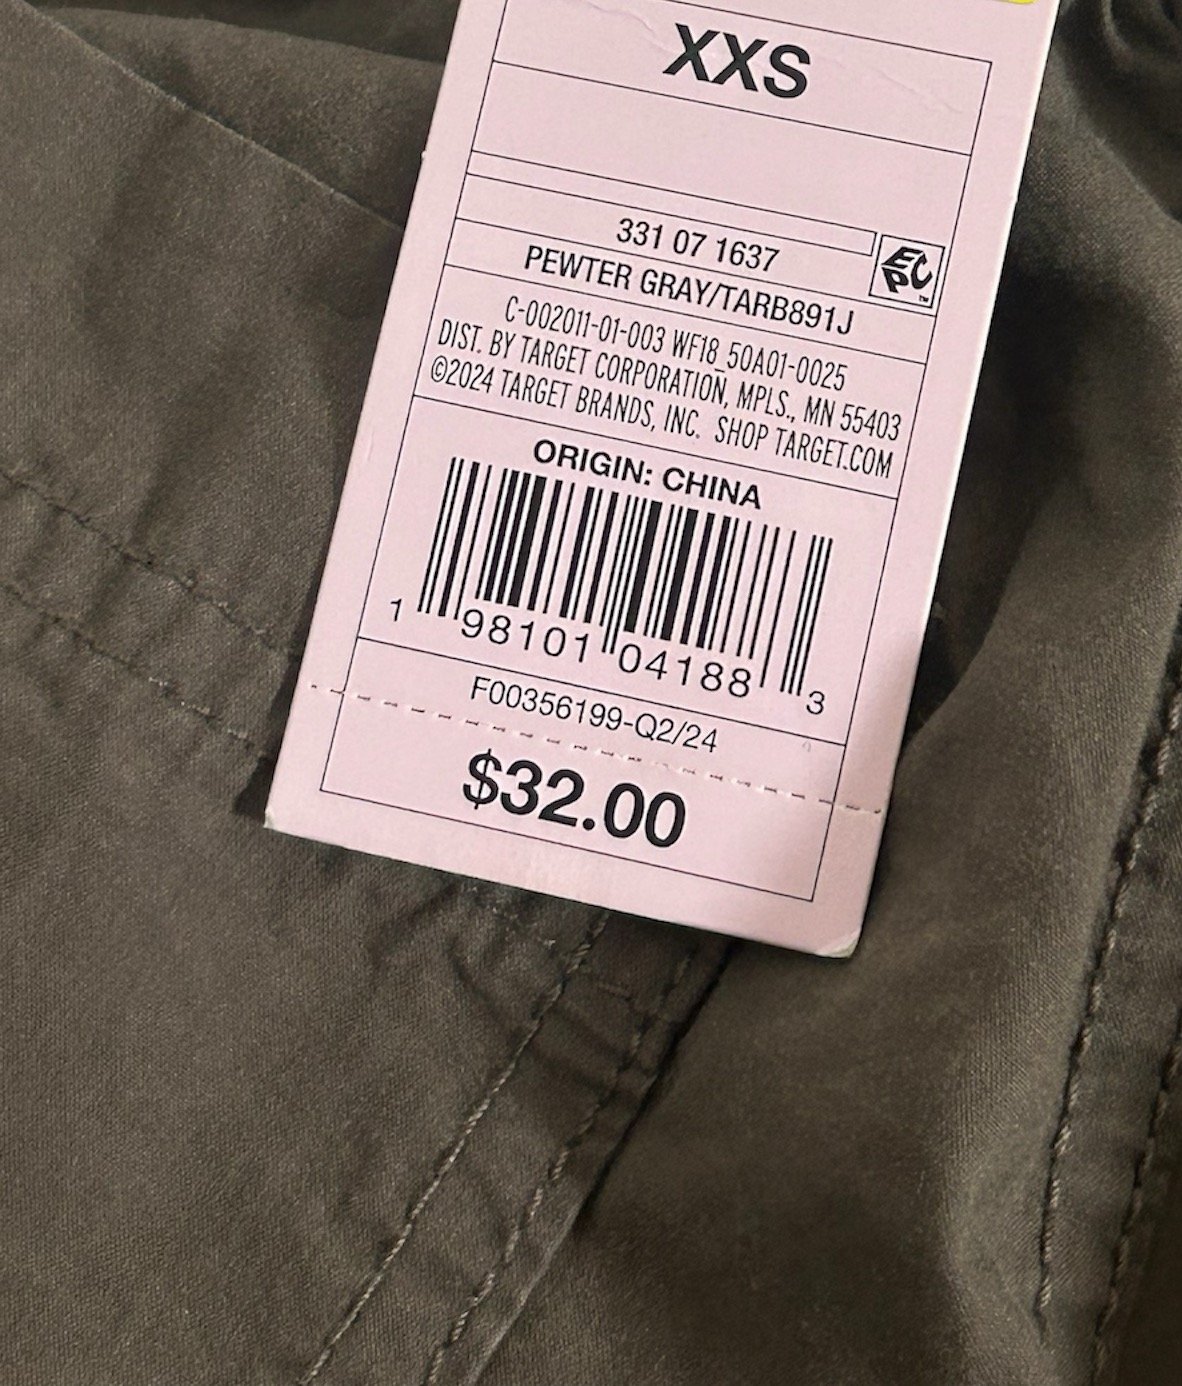 XXS
331 07 1637
EPC™
PEWTER GRAY/TARB891J
C-002011-01-003 WF18_50A01-0025
DIST. BY TARGET CORPORATION, MPLS., MN 55403
©2024 TARGET BRANDS, INC. SHOP TARGET.COM
ORIGIN: CHINA
1 98101 04188 3
F00356199-Q2/24
$32.00